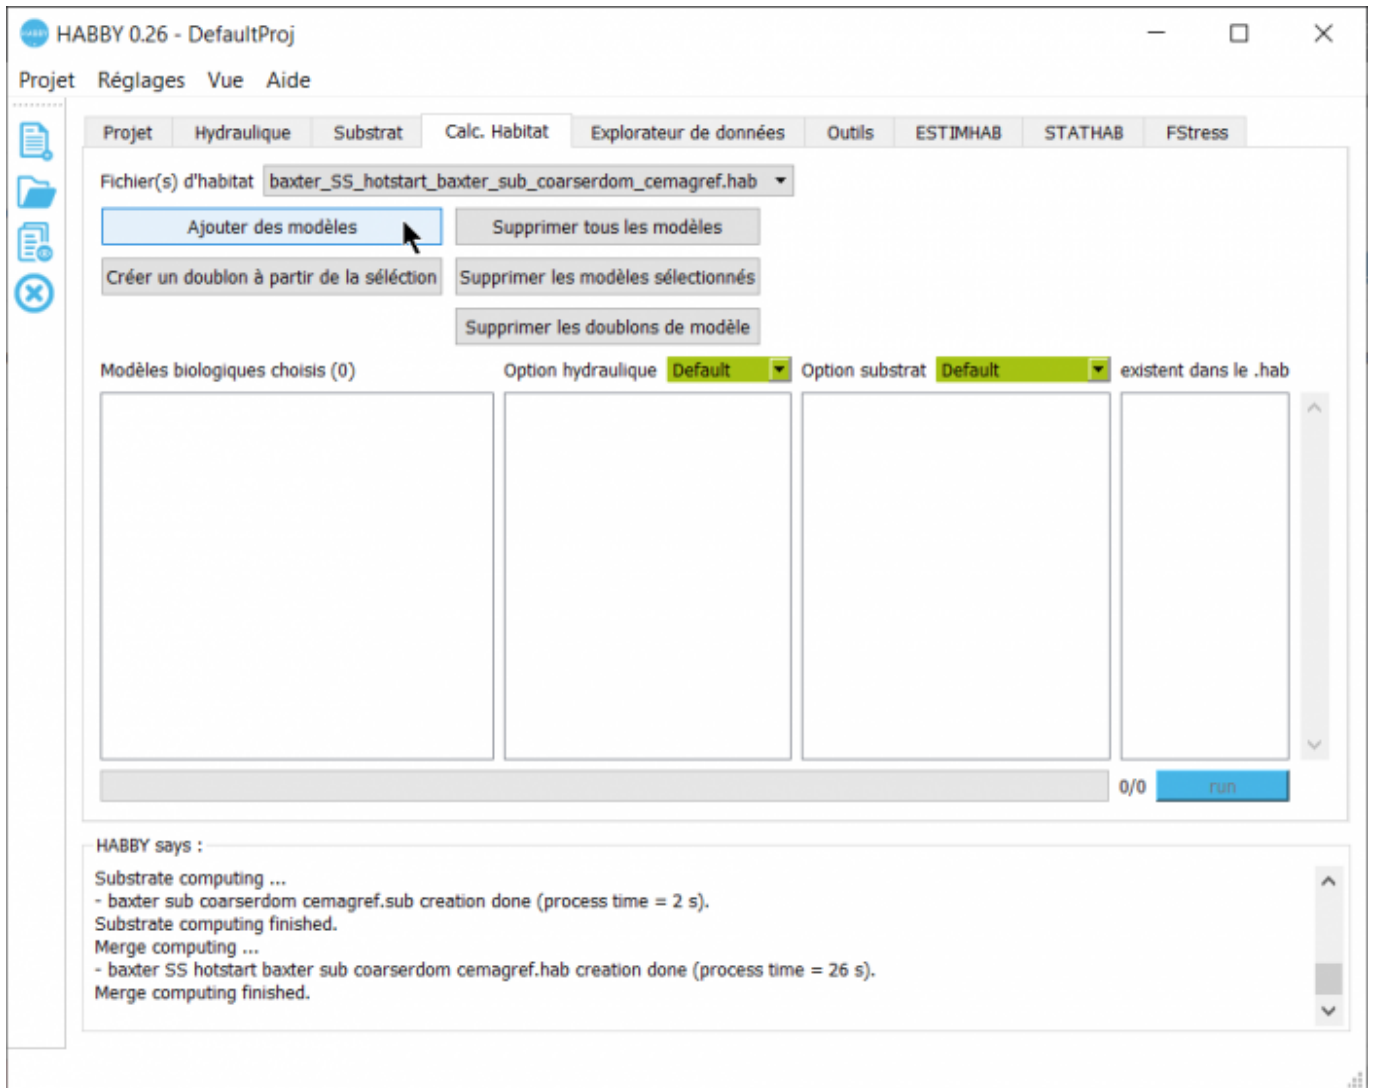 HABBY 0.26 - DefaultProj
Projet Réglages Vue Aide
Projet Hydraulique Substrat Calc. Habitat Explorateur de données Outils ESTIMHAB STATHAB FStress
Fichier(s) d'habitat baxter_SS_hotstart_baxter_sub_coarserdom_cemagref.hab
Ajouter des modèles Supprimer tous les modèles
Créer un doublon à partir de la séléction Supprimer les modèles sélectionnés
Supprimer les doublons de modèle
Modèles biologiques choisis (0) Option hydraulique Default Option substrat Default existent dans le .hab
0/0 run
HABBY says :
Substrate computing ...
- baxter sub coarserdom cemagref.sub creation done (process time = 2 s).
Substrate computing finished.
Merge computing ...
- baxter SS hotstart baxter sub coarserdom cemagref.hab creation done (process time = 26 s).
Merge computing finished.